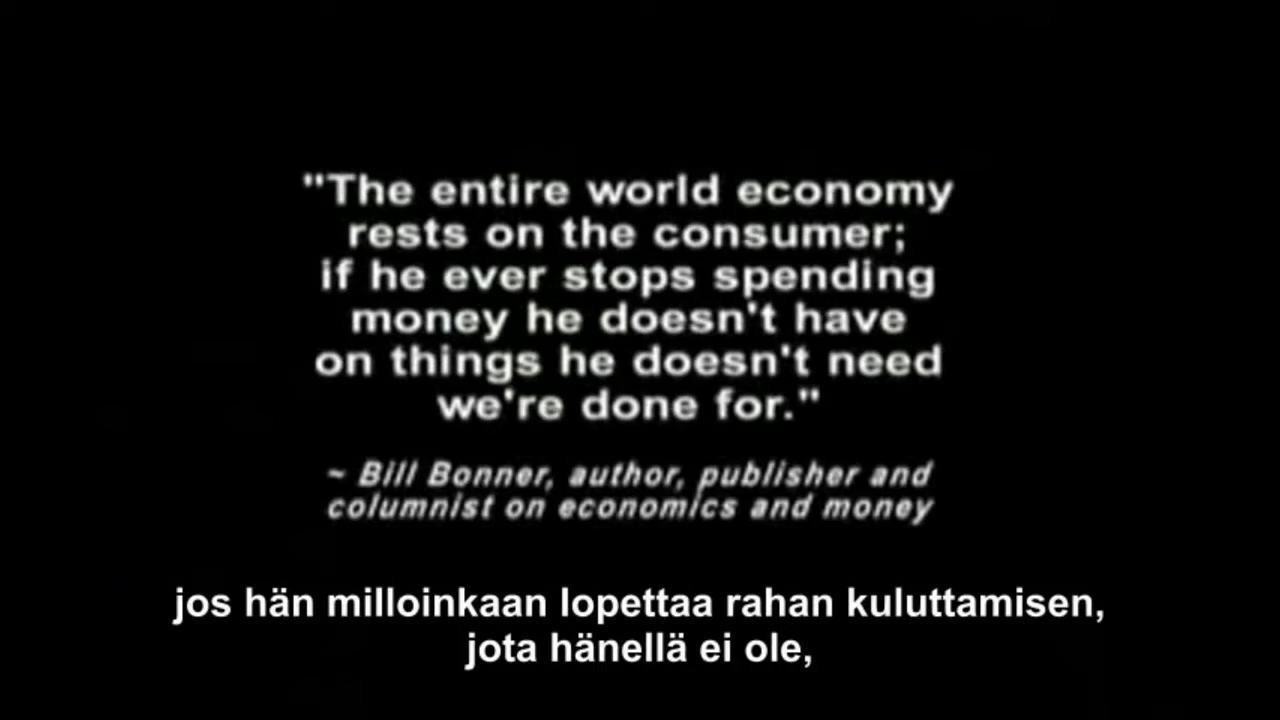 "The entire world economy
rests on the consumer;
if he ever stops spending
money he doesn't have
on things he doesn't need
we're done for."
~ Bill Bonner, author, publisher and
columnist on economics and money
jos hän milloinkaan lopettaa rahan kuluttamisen,
jota hänellä ei ole,